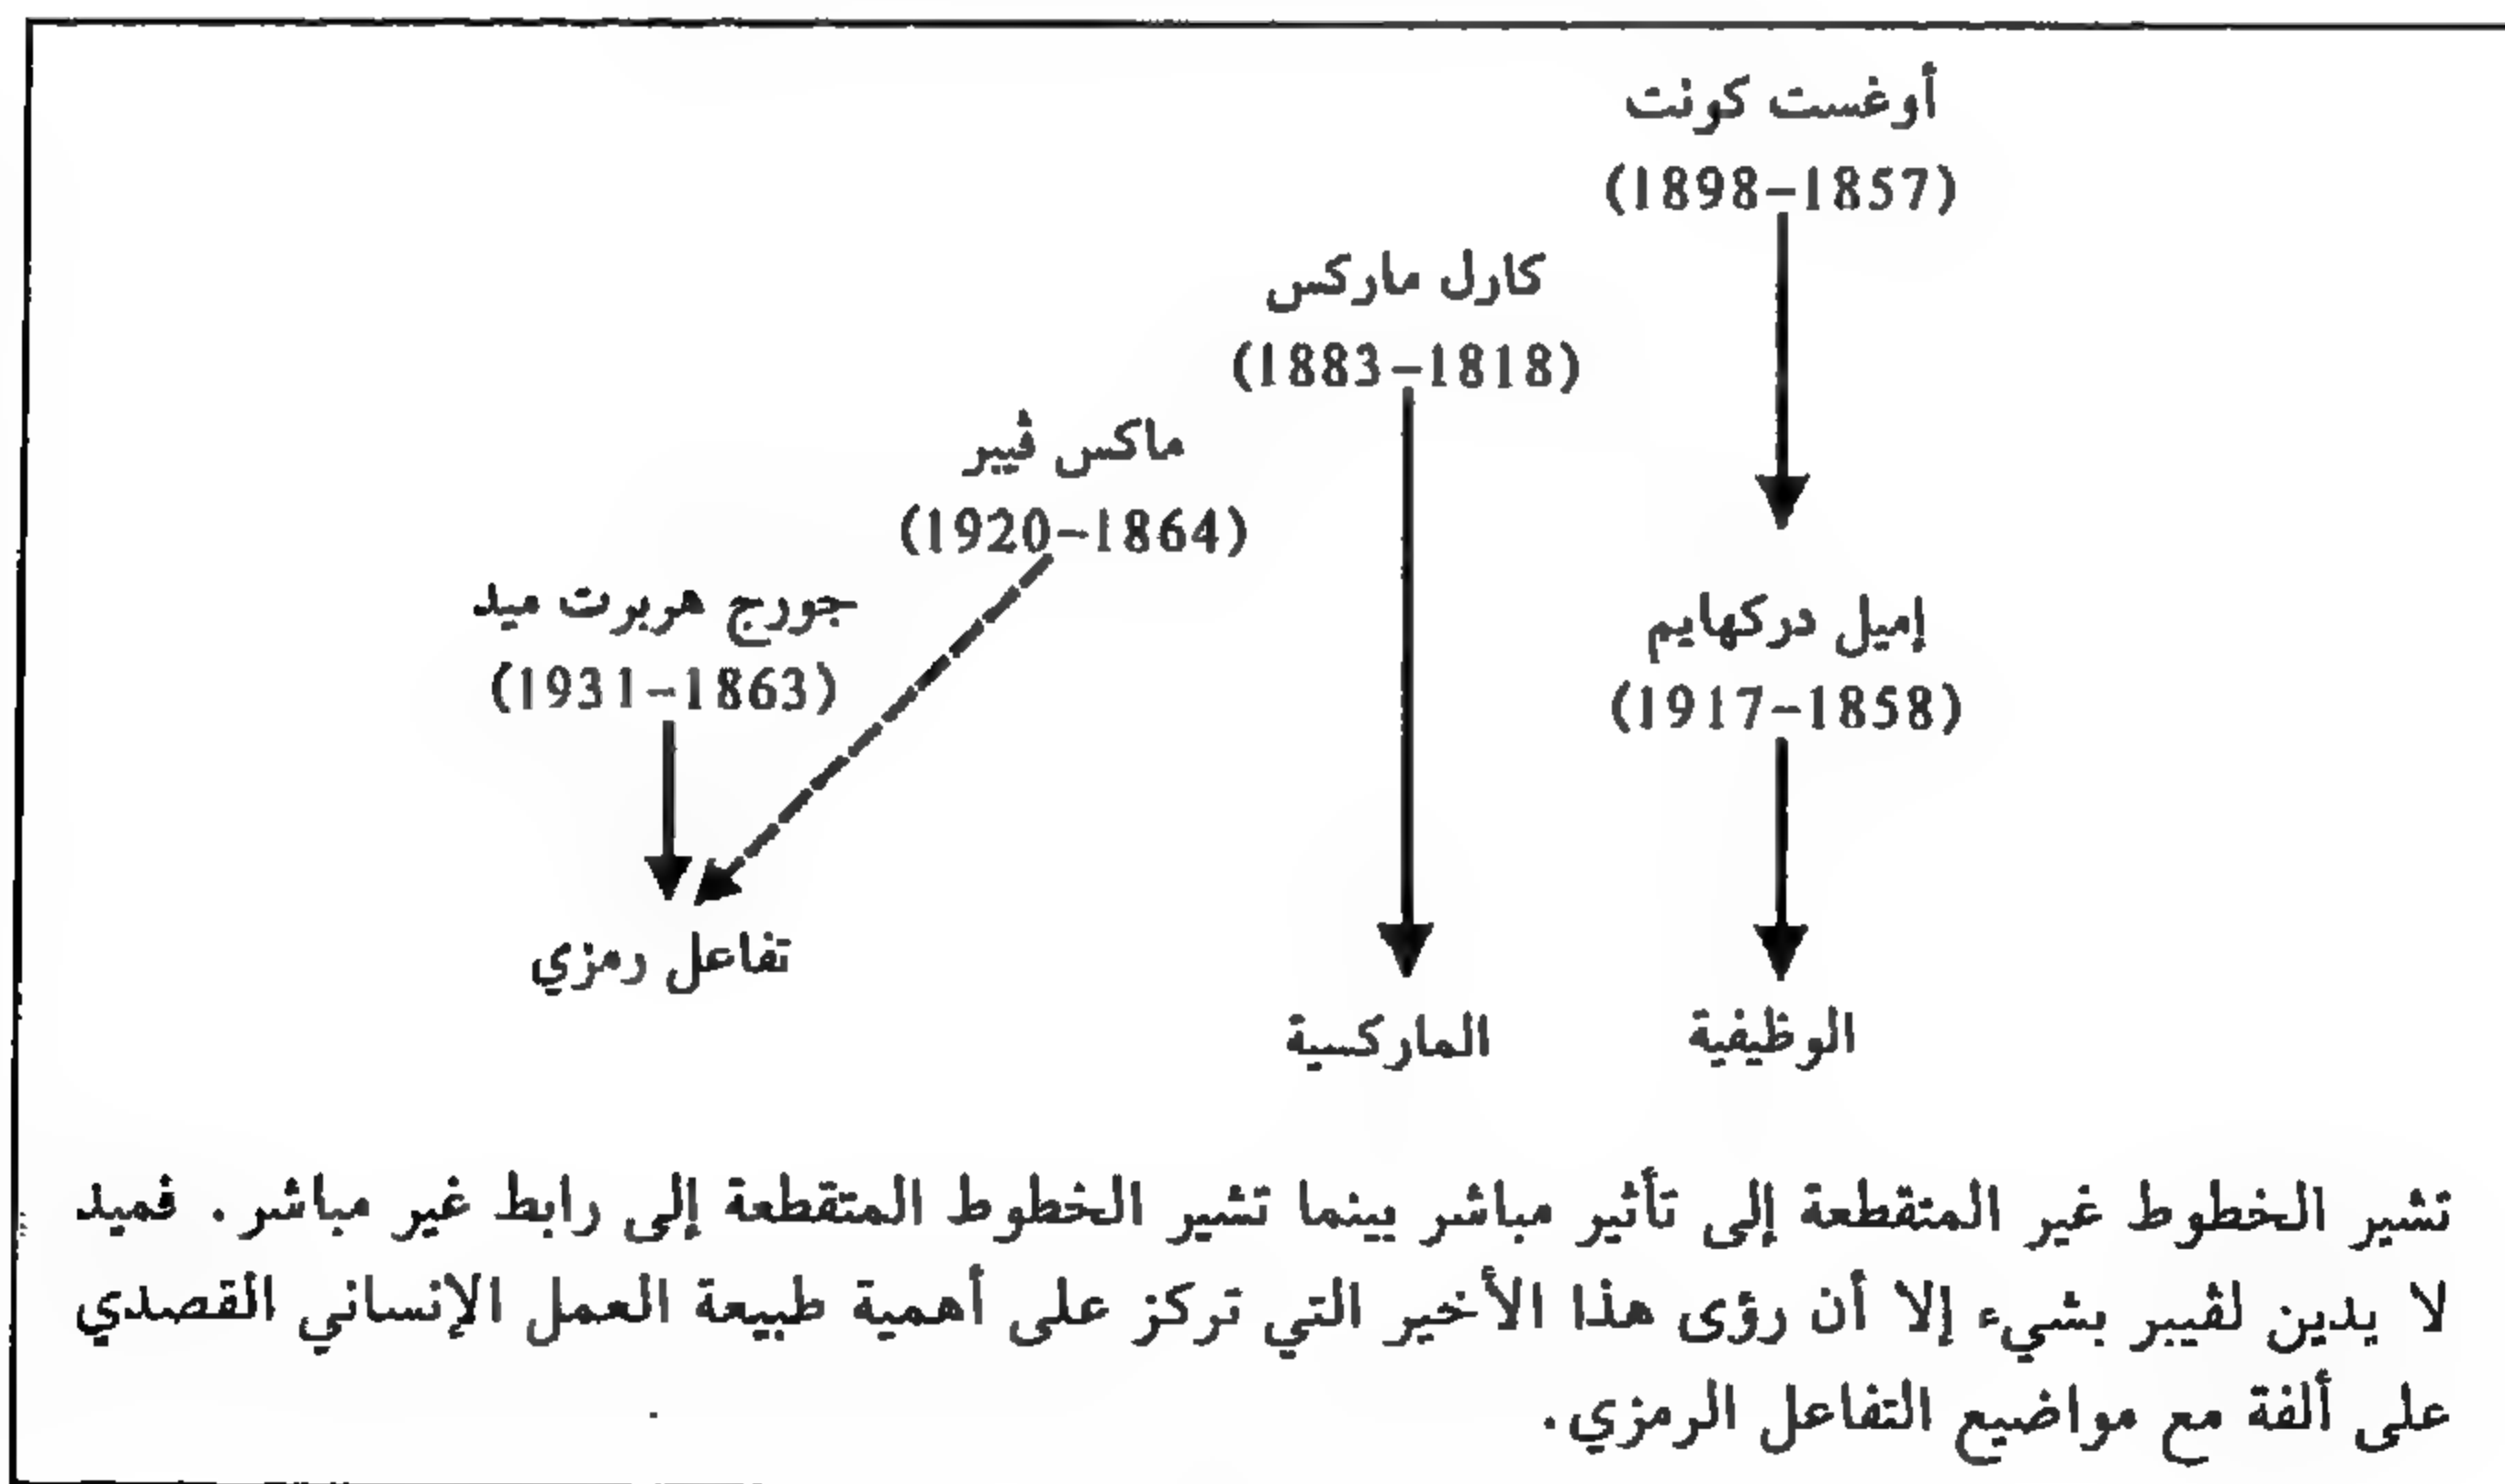 أوغست كونت
(1857-1898)
كارل ماركس
(1818-1883)
ماكس ڤيبر
(1864-1920)
جورج هربرت ميد
(1863-1931)
إميل دركهايم
(1858-1917)
تفاعل رمزي
الماركسية
الوظيفية
تشير الخطوط غير المتقطعة إلى تأثير مباشر بينما تشير الخطوط المتقطعة إلى رابط غير مباشر. فميد
لا يدين لڤيبر بشيء إلا أن رؤى هذا الأخير التي تركز على أهمية طبيعة العمل الإنساني القصدي
على ألفة مع مواضيع التفاعل الرمزي.